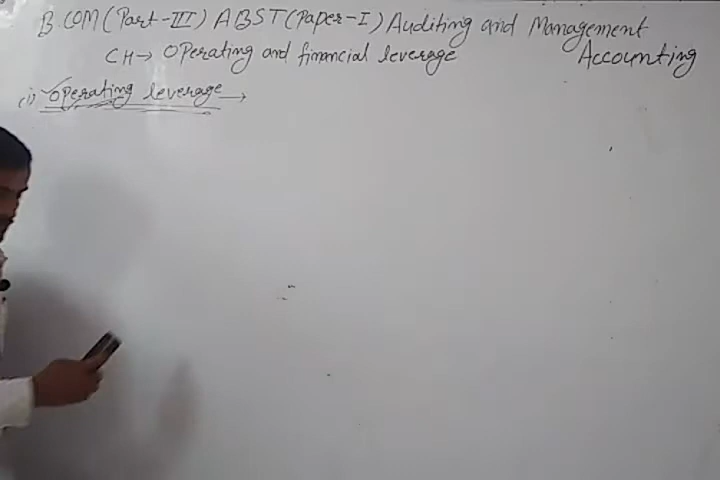 B COM (Part-III) ABST (Paper-I) Auditing and Management Accounting
CH→ Operating and financial leverage
(i) Operating leverage →